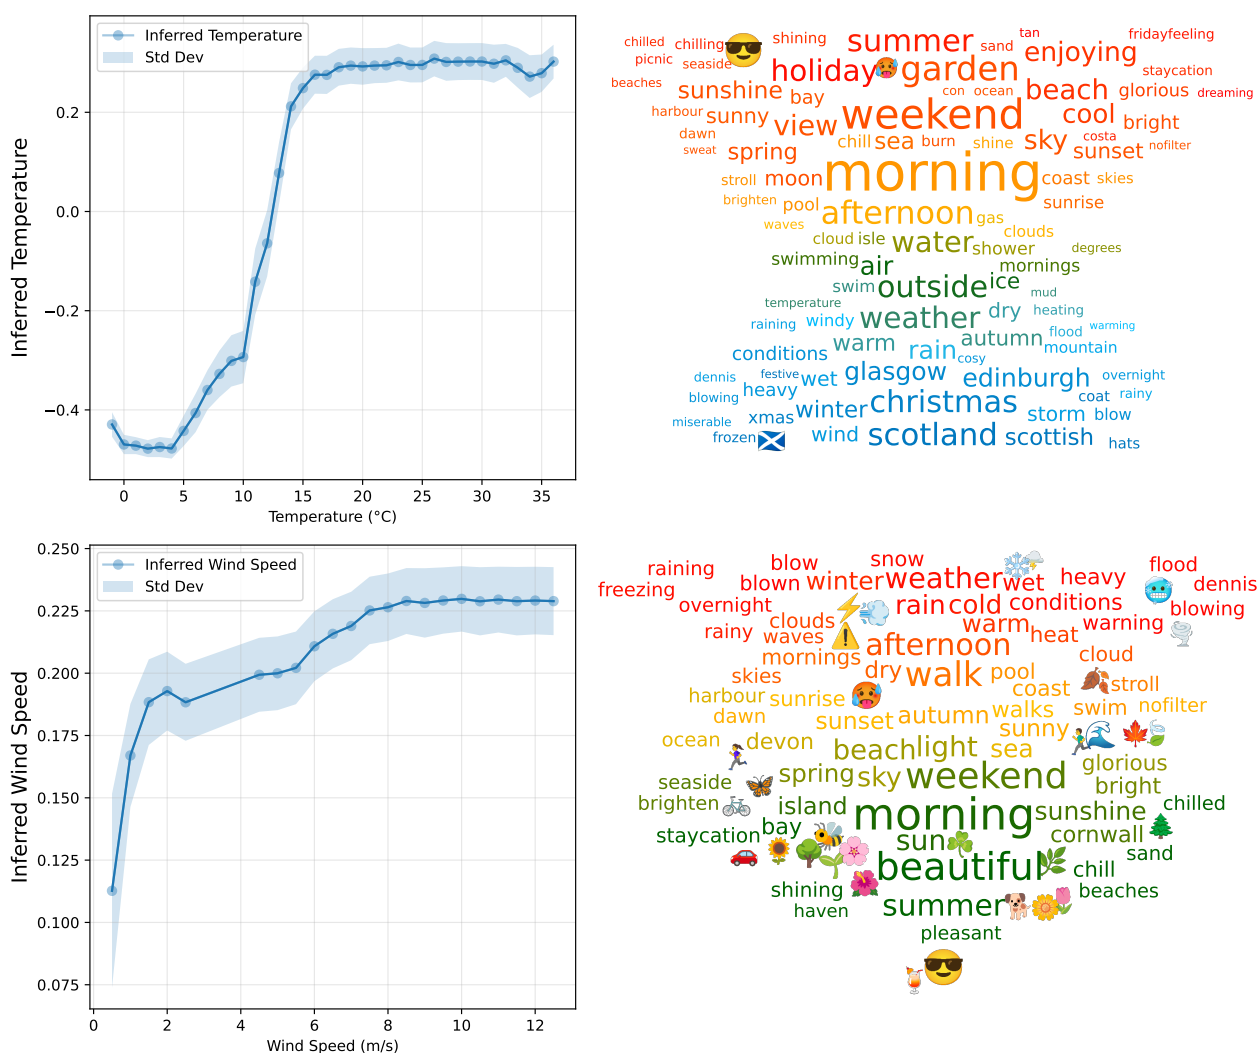 Inferred Temperature
Std Dev
0.2
0.0
−0.2
−0.4
Inferred Temperature
0 5 10 15 20 25 30 35
Temperature (°C)
chilled chilling shining summer sand tan enjoying fridayfeeling
picnic seaside holiday garden staycation
beaches sunshine bay con ocean beach glorious dreaming
harbour sunny view weekend cool bright
dawn chill sea burn shine sky costa sunset nofilter
sweat spring
stroll moon morning coast skies
brighten pool afternoon gas sunrise
waves cloud isle water shower clouds degrees
swimming air mornings
swim outside ice mud
temperature weather dry heating
raining windy warm rain autumn flood warming
conditions cosy mountain
dennis festive wet glasgow edinburgh overnight
blowing heavy christmas coat rainy
miserable xmas winter storm blow
frozen wind scotland scottish hats
Inferred Wind Speed
Std Dev
0.250
0.225
0.200
0.175
0.150
0.125
0.100
0.075
Inferred Wind Speed
0 2 4 6 8 10 12
Wind Speed (m/s)
raining blow snow flood
freezing blown winter weather wet heavy dennis
overnight rain cold conditions blowing
rainy clouds waves warm heat warning
mornings afternoon cloud
skies dry walk pool stroll
harbour sunrise coast swim nofilter
dawn sunset autumn walks sunny
ocean devon beach light sea glorious
seaside spring sky weekend bright
brighten island morning sunshine chilled
staycation bay sun cornwall sand
beautiful chill
shining beaches
haven summer
pleasant